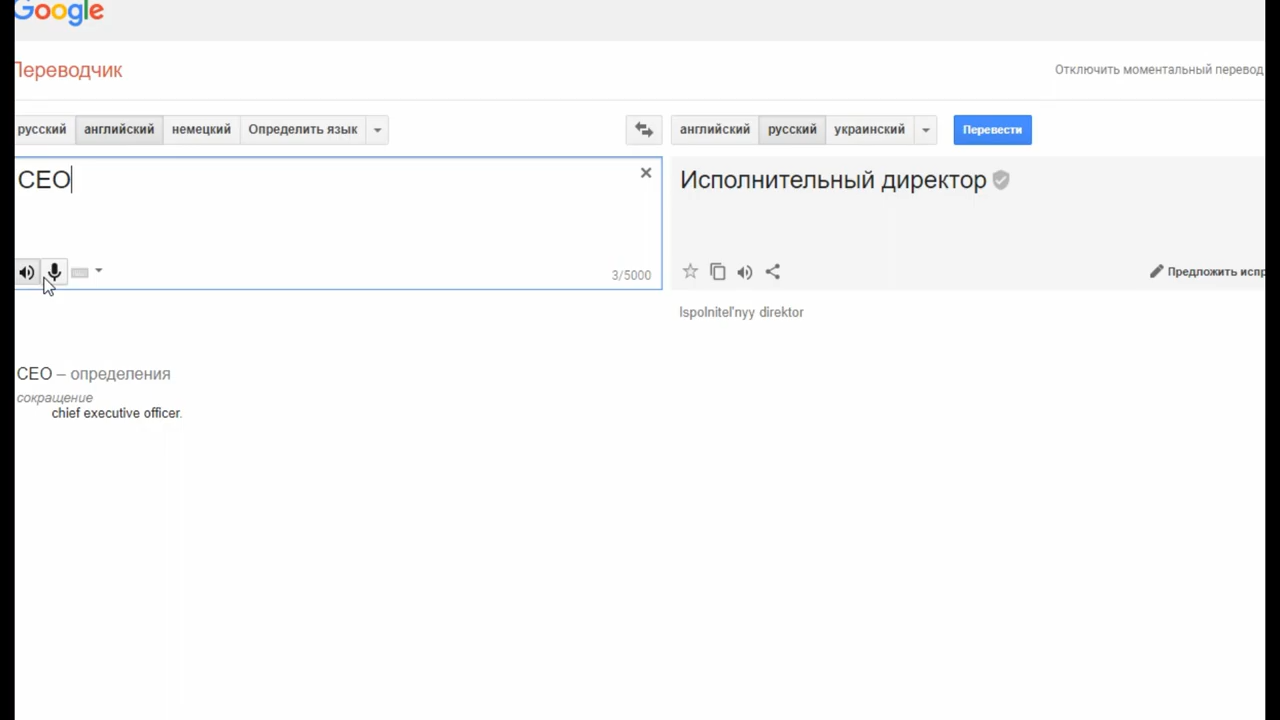 Google
Переводчик
Отключить моментальный перевод
русский английский немецкий Определить язык
английский русский украинский Перевести
CEO
Исполнительный директор
3/5000
Предложить испр
Ispolnitel'nyy direktor
CEO – определения
сокращение
chief executive officer.